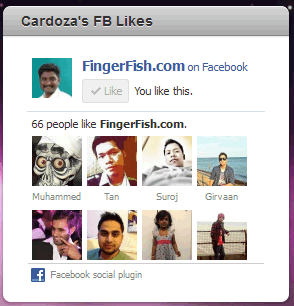 Cardoza's FB Likes
FingerFish.com on Facebook
Like You like this.
66 people like FingerFish.com.
Muhammed Tan Suroj Girvaan
Facebook social plugin